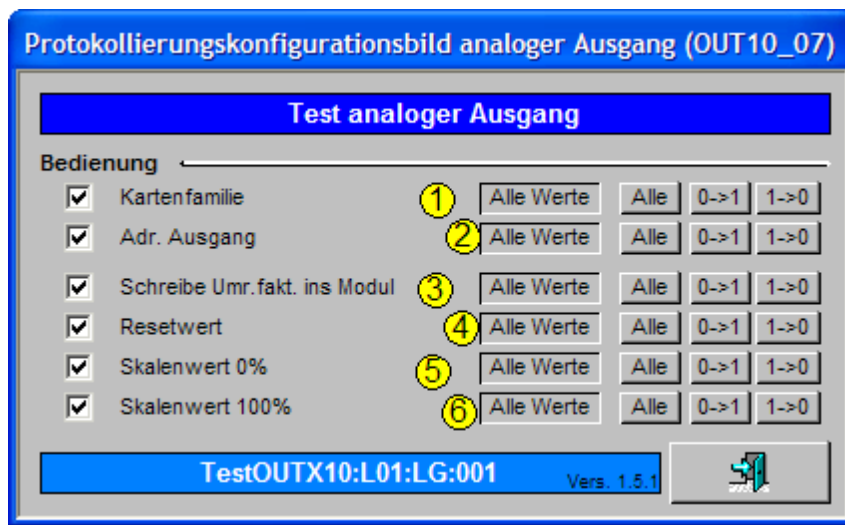 Protokollierungskonfigurationsbild analoger Ausgang (OUT10_07)
Test analoger Ausgang
Bedienung
Kartenfamilie 1 Alle Werte Alle 0->1 1->0
Adr. Ausgang 2 Alle Werte Alle 0->1 1->0
Schreibe Umr.fakt. ins Modul 3 Alle Werte Alle 0->1 1->0
Resetwert 4 Alle Werte Alle 0->1 1->0
Skalenwert 0% 5 Alle Werte Alle 0->1 1->0
Skalenwert 100% 6 Alle Werte Alle 0->1 1->0
TestOUTX10:L01:LG:001 Vers. 1.5.1